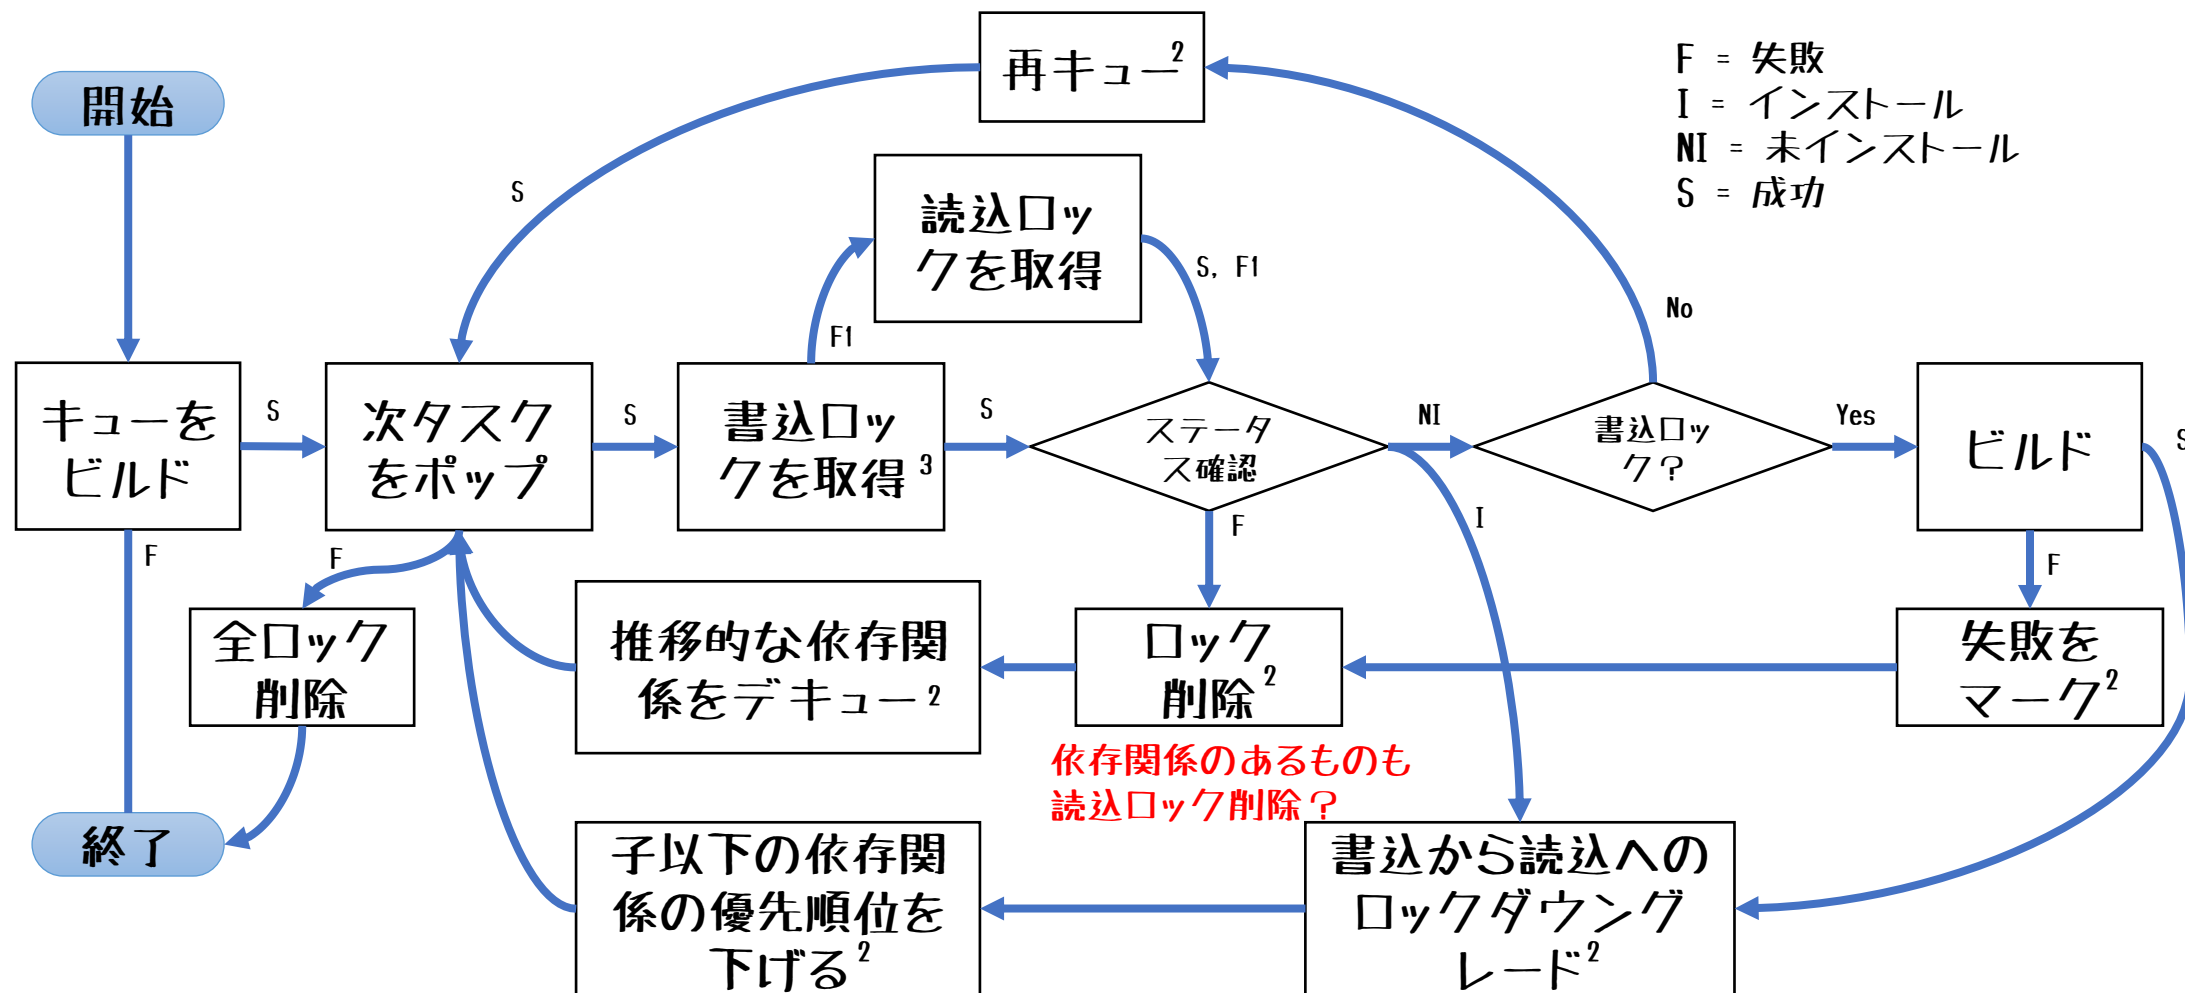 再キュー2
F = 失敗
I = インストール
NI = 未インストール
S = 成功
開始
S
読込ロッ
クを取得
S, F1
No
F1
キューを
ビルド
S
次タスク
をポップ
S
書込ロッ
クを取得3
S
ステータ
ス確認
NI
書込ロッ
ク?
Yes
ビルド
S
F
F
F
I
F
全ロック
削除
推移的な依存関
係をデキュー2
ロック
削除2
失敗を
マーク2
依存関係のあるものも
読込ロック削除?
終了
子以下の依存関
係の優先順位を
下げる2
書込から読込への
ロックダウング
レード2